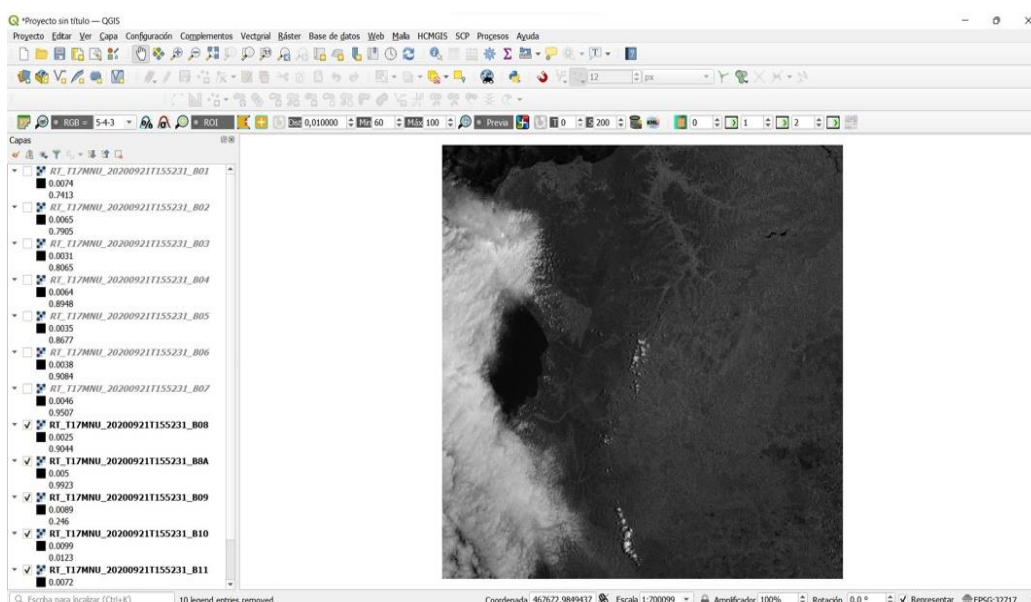 *Proyecto sin título — QGIS
Proyecto Editar Ver Capa Configuración Complementos Vectorial Ráster Base de datos Web Malla HCMGIS SCP Procesos Ayuda
12 px
RGB = 5-4-3 ROI Dist 0,010000 Mín 60 Máx 100 Previa T 0 S 200 0 1 2
Capas
RT_T17MNU_20200921T155231_B01
0.0074
0.7413
RT_T17MNU_20200921T155231_B02
0.0065
0.7905
RT_T17MNU_20200921T155231_B03
0.0031
0.8065
RT_T17MNU_20200921T155231_B04
0.0064
0.8948
RT_T17MNU_20200921T155231_B05
0.0035
0.8677
RT_T17MNU_20200921T155231_B06
0.0038
0.9084
RT_T17MNU_20200921T155231_B07
0.0046
0.9507
RT_T17MNU_20200921T155231_B08
0.0025
0.9044
RT_T17MNU_20200921T155231_B8A
0.005
0.9923
RT_T17MNU_20200921T155231_B09
0.0089
0.246
RT_T17MNU_20200921T155231_B10
0.0099
0.0123
RT_T17MNU_20200921T155231_B11
0.0072
Escriba para localizar (Ctrl+K) 10 legend entries removed. Coordenada 467672,9849437 Escala 1:700099 Amplificador 100% Rotación 0,0 ° Representar EPSG:32717